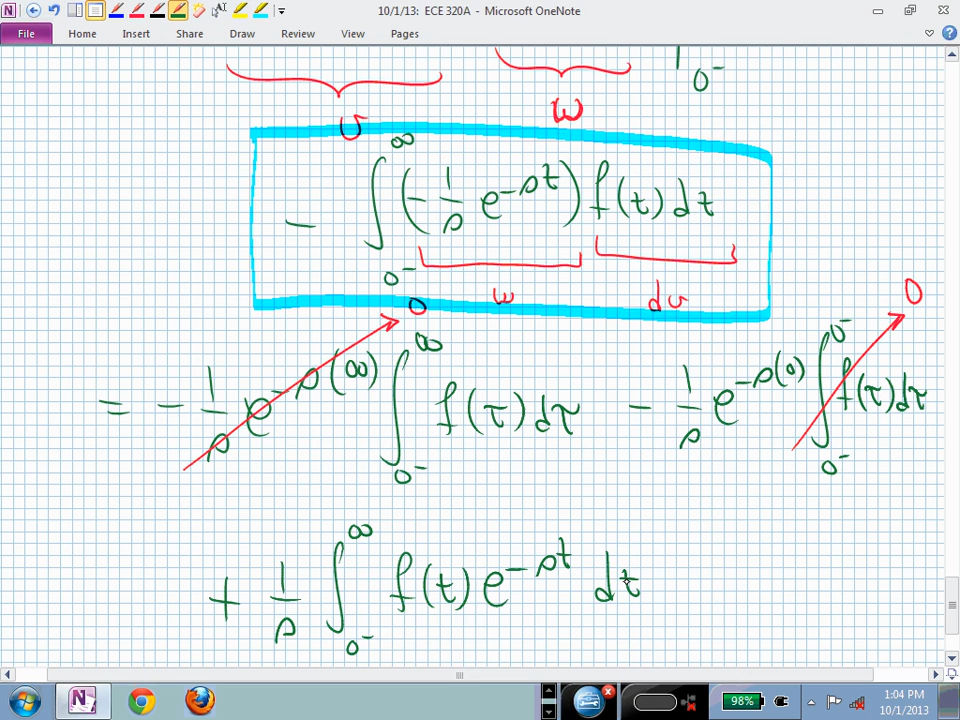 10/1/13: ECE 320A - Microsoft OneNote
File Home Insert Share Draw Review View Pages
0⁻
υ w
− ∫_{0⁻}^{∞} (−1/s e^{−st}) f(t) dt
w du
= − 1/s e^{−s(∞)} → 0 ∫_{0⁻}^{∞} f(τ)dτ − 1/s e^{−s(0)} ∫_{0⁻}^{0⁻} f(τ)dτ → 0
+ 1/s ∫_{0⁻}^{∞} f(t) e^{−st} dt
98% 1:04 PM
10/1/2013